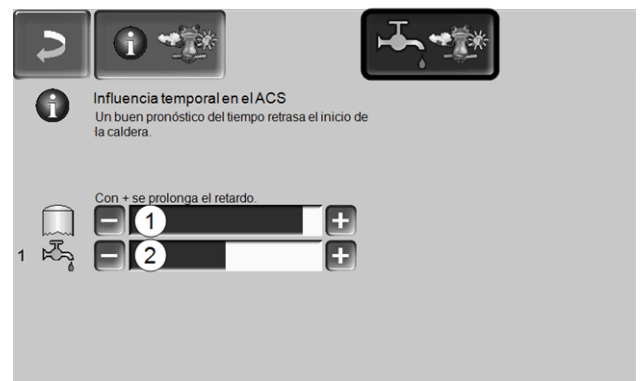 Influencia temporal en el ACS
Un buen pronóstico del tiempo retrasa el inicio de
la caldera.
Con + se prolonga el retardo.
1
1 2